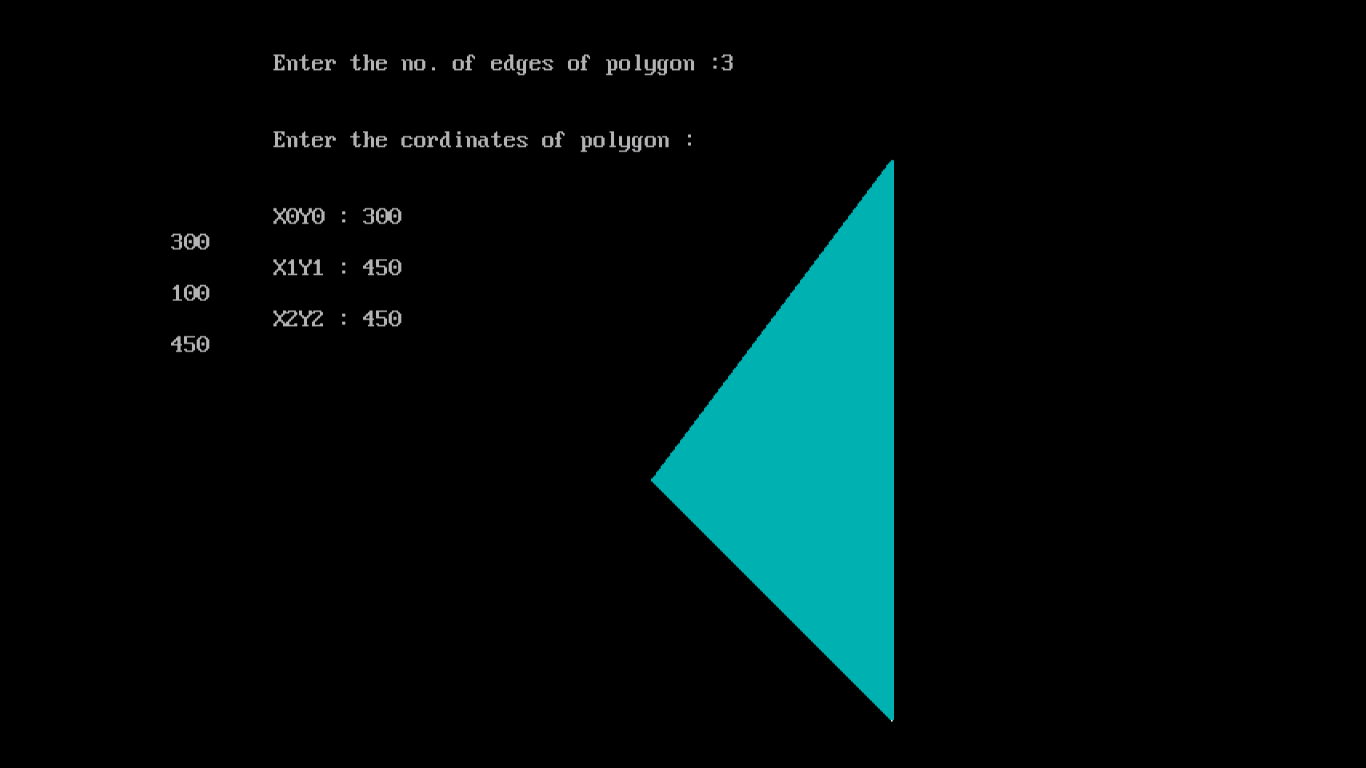 Enter the no. of edges of polygon :3
Enter the cordinates of polygon :
X0Y0 : 300
300
X1Y1 : 450
100
X2Y2 : 450
450